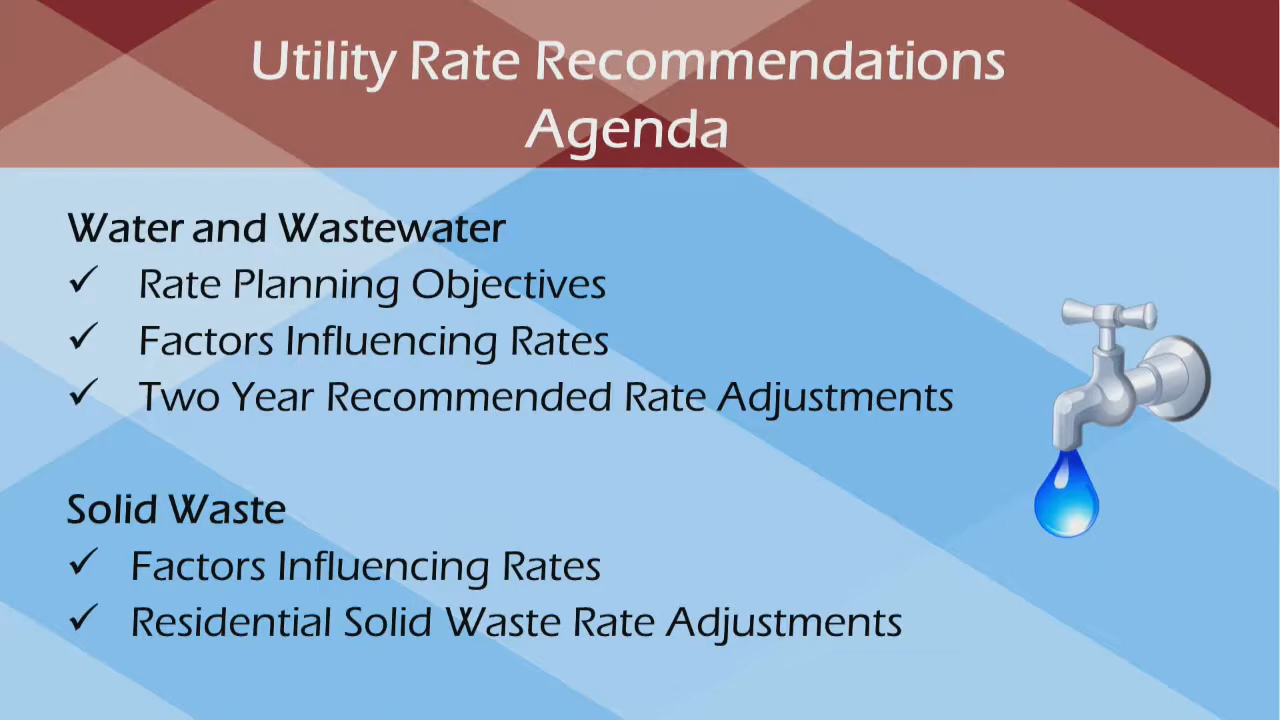 Utility Rate Recommendations
Agenda
Water and Wastewater
✓ Rate Planning Objectives
✓ Factors Influencing Rates
✓ Two Year Recommended Rate Adjustments
Solid Waste
✓ Factors Influencing Rates
✓ Residential Solid Waste Rate Adjustments